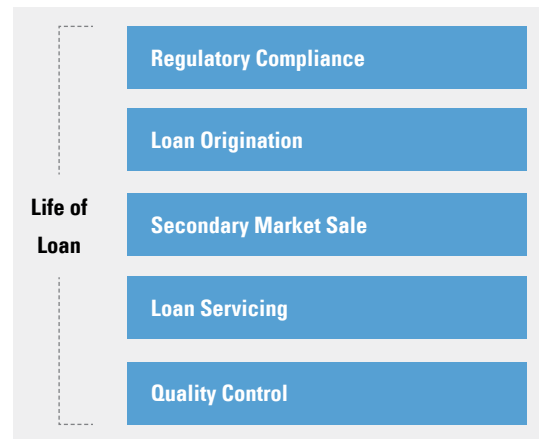 Regulatory Compliance
Loan Origination
Life of
Loan
Secondary Market Sale
Loan Servicing
Quality Control